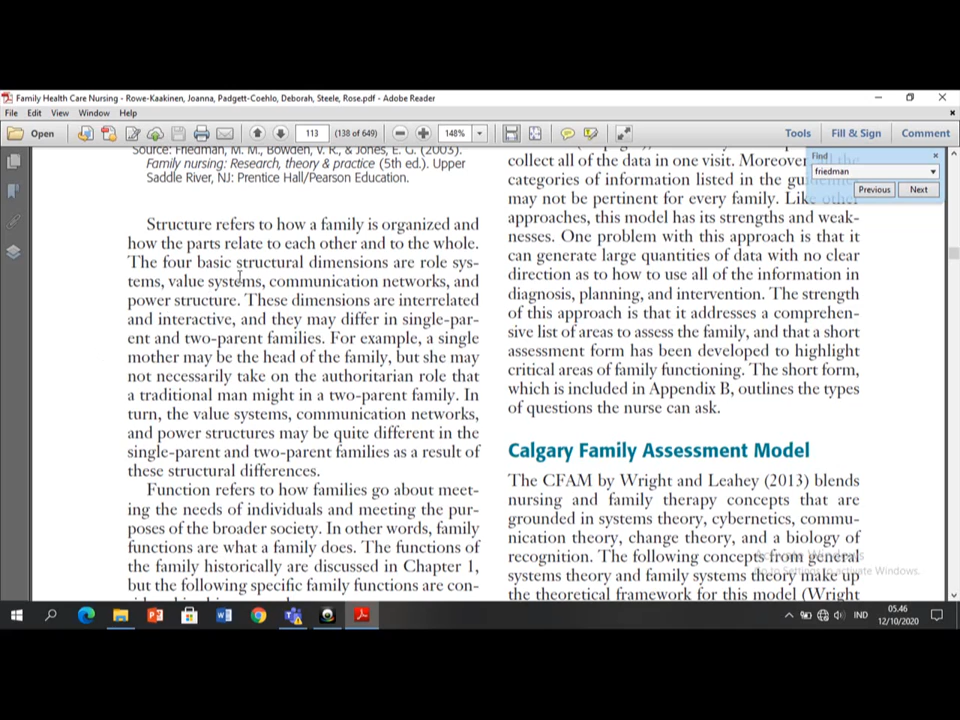 Family Health Care Nursing - Rowe-Kaakinen, Joanna, Padgett-Coehlo, Deborah, Steele, Rose.pdf - Adobe Reader
File Edit View Window Help
Open 113 (138 of 649) 148% Tools Fill & Sign Comment
Find
friedman
Previous Next
Source: Friedman, M. M., Bowden, V. R., & Jones, E. G. (2003).
Family nursing: Research, theory & practice (5th ed.). Upper
Saddle River, NJ: Prentice Hall/Pearson Education.
Structure refers to how a family is organized and
how the parts relate to each other and to the whole.
The four basic structural dimensions are role sys-
tems, value systems, communication networks, and
power structure. These dimensions are interrelated
and interactive, and they may differ in single-par-
ent and two-parent families. For example, a single
mother may be the head of the family, but she may
not necessarily take on the authoritarian role that
a traditional man might in a two-parent family. In
turn, the value systems, communication networks,
and power structures may be quite different in the
single-parent and two-parent families as a result of
these structural differences.
Function refers to how families go about meet-
ing the needs of individuals and meeting the pur-
poses of the broader society. In other words, family
functions are what a family does. The functions of
the family historically are discussed in Chapter 1,
but the following specific family functions are con-
collect all of the data in one visit. Moreover, all the
categories of information listed in the guidelines
may not be pertinent for every family. Like other
approaches, this model has its strengths and weak-
nesses. One problem with this approach is that it
can generate large quantities of data with no clear
direction as to how to use all of the information in
diagnosis, planning, and intervention. The strength
of this approach is that it addresses a comprehen-
sive list of areas to assess the family, and that a short
assessment form has been developed to highlight
critical areas of family functioning. The short form,
which is included in Appendix B, outlines the types
of questions the nurse can ask.
Calgary Family Assessment Model
The CFAM by Wright and Leahey (2013) blends
nursing and family therapy concepts that are
grounded in systems theory, cybernetics, commu-
nication theory, change theory, and a biology of
recognition. The following concepts from general
systems theory and family systems theory make up
the theoretical framework for this model (Wright
Activate Windows
Go to Settings to activate Windows.
IND
05.46
12/10/2020